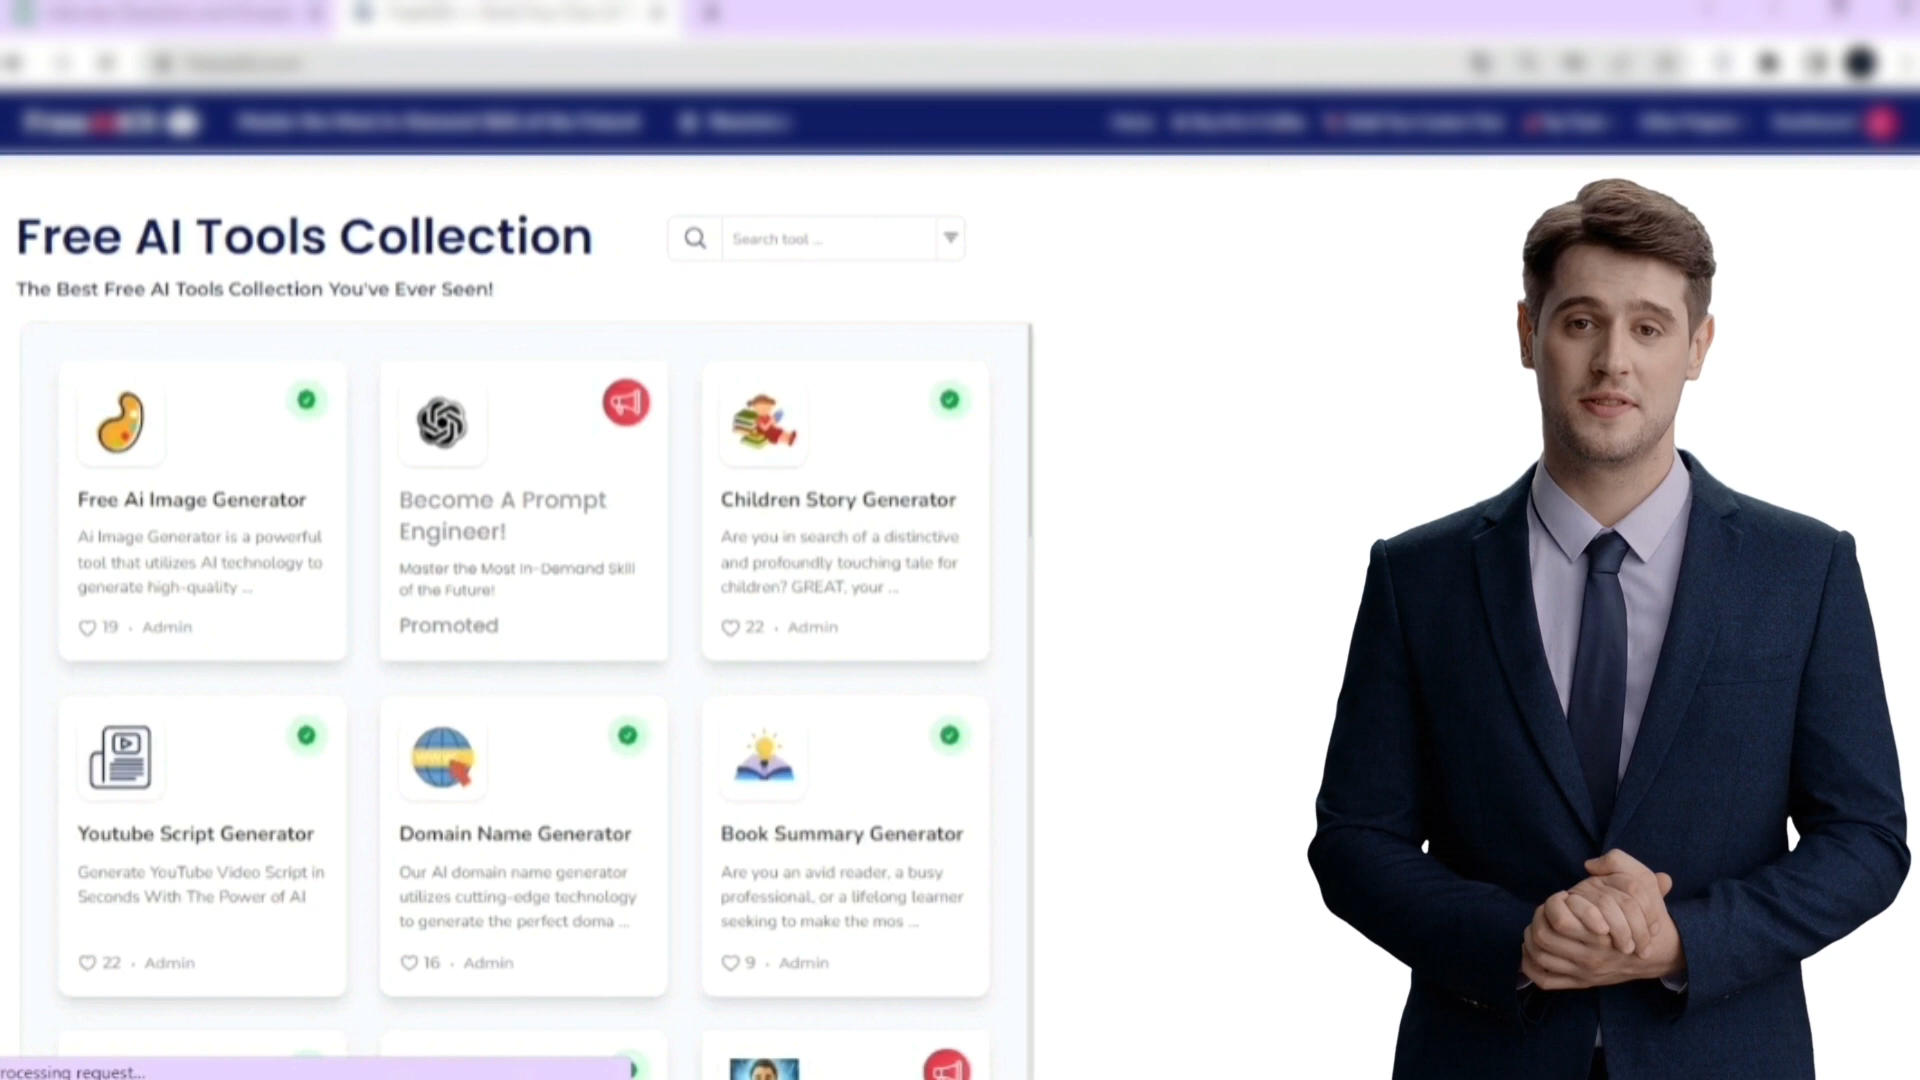 Free AI Tools Collection
Search tool ...
The Best Free AI Tools Collection You've Ever Seen!
Free Ai Image Generator
Ai Image Generator is a powerful
tool that utilizes AI technology to
generate high-quality ...
19 · Admin
Become A Prompt
Engineer!
Master the Most In-Demand Skill
of the Future!
Promoted
Children Story Generator
Are you in search of a distinctive
and profoundly touching tale for
children? GREAT, your ...
22 · Admin
Youtube Script Generator
Generate YouTube Video Script in
Seconds With The Power of AI
22 · Admin
Domain Name Generator
Our AI domain name generator
utilizes cutting-edge technology
to generate the perfect doma ...
16 · Admin
Book Summary Generator
Are you an avid reader, a busy
professional, or a lifelong learner
seeking to make the mos ...
9 · Admin
rocessing request...